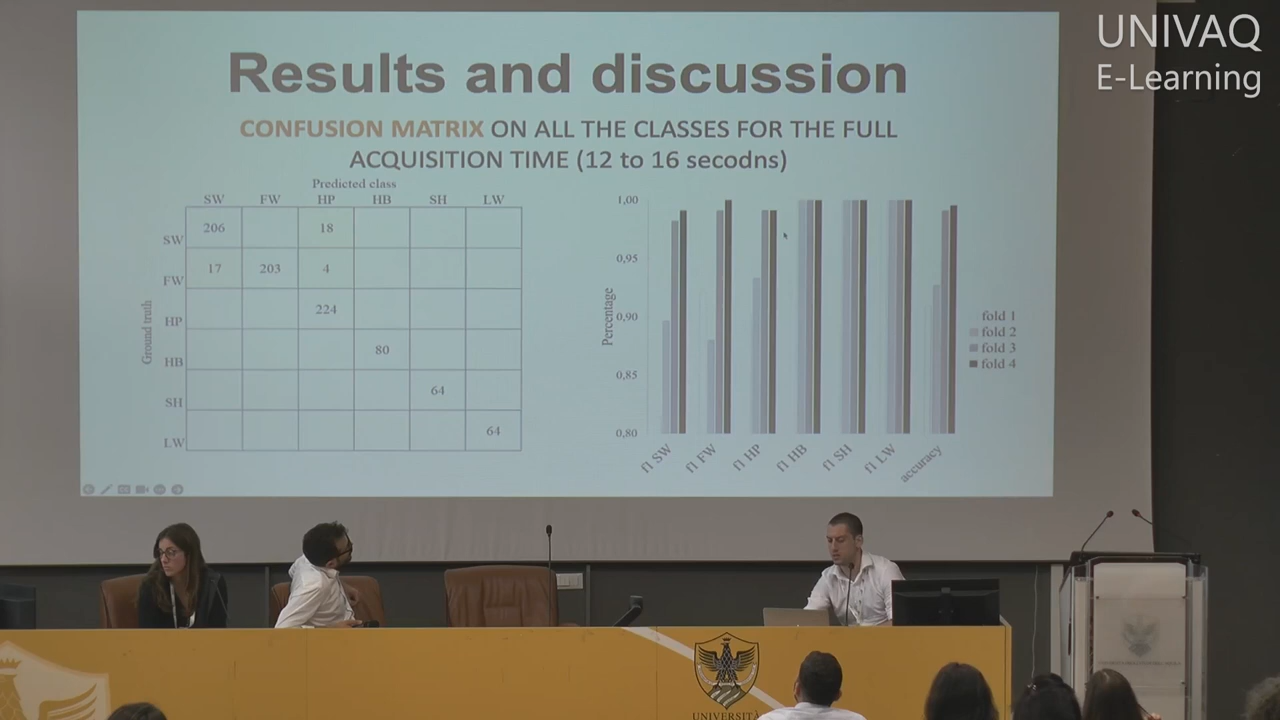 UNIVAQ
E-Learning
Results and discussion
CONFUSION MATRIX ON ALL THE CLASSES FOR THE FULL
ACQUISITION TIME (12 to 16 secodns)
Predicted class
SW FW HP HB SH LW
Ground truth
SW 206 18
FW 17 203 4
HP 224
HB 80
SH 64
LW 64
Percentage
1,00
0,95
0,90
0,85
0,80
f1 SW f1 FW f1 HP f1 HB f1 SH f1 LW accuracy
fold 1
fold 2
fold 3
fold 4
UNIVERSITÀ